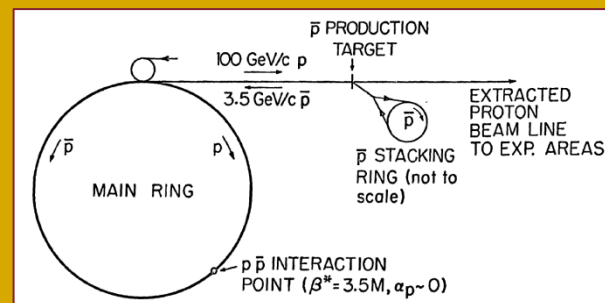 p̄ PRODUCTION
TARGET
100 GeV/c p
3.5 GeV/c p̄
EXTRACTED
PROTON
BEAM LINE
TO EXP. AREAS
p̄
p̄ STACKING
RING (not to
scale)
p̄
p
MAIN RING
p p̄ INTERACTION
POINT (β*=3.5M, αp~0)